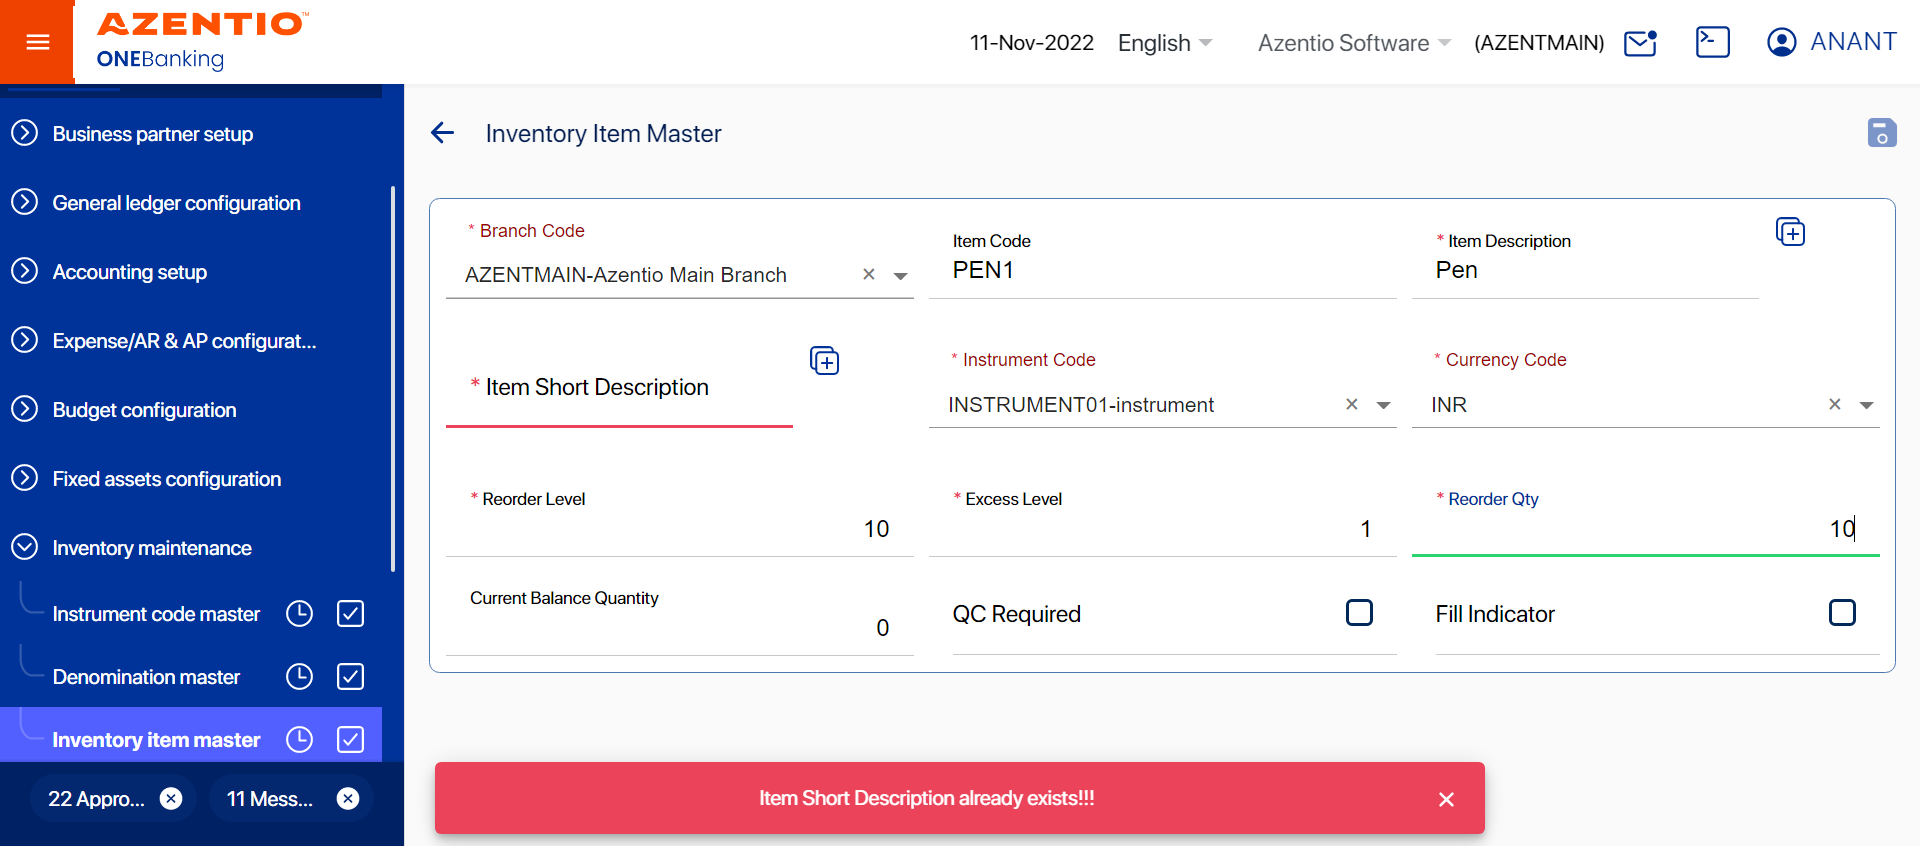 AZENTIO™
ONEBanking
11-Nov-2022 English Azentio Software (AZENTMAIN) ANANT
Business partner setup
General ledger configuration
Accounting setup
Expense/AR & AP configurat...
Budget configuration
Fixed assets configuration
Inventory maintenance
Instrument code master
Denomination master
Inventory item master
22 Appro...
11 Mess...
Inventory Item Master
* Branch Code
AZENTMAIN-Azentio Main Branch
Item Code
PEN1
* Item Description
Pen
* Item Short Description
* Instrument Code
INSTRUMENT01-instrument
* Currency Code
INR
* Reorder Level
10
* Excess Level
1
* Reorder Qty
10
Current Balance Quantity
0
QC Required
Fill Indicator
Item Short Description already exists!!!